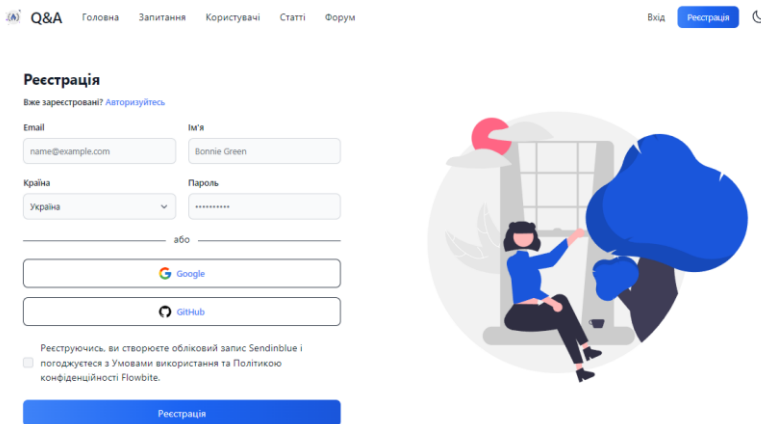 Q&A Головна Запитання Користувачі Статті Форум Вхід Реєстрація
Реєстрація
Вже зареєстровані? Авторизуйтесь
Email Ім'я
name@example.com Bonnie Green
Країна Пароль
Україна ••••••••••
або
Google
GitHub
Реєструючись, ви створюєте обліковий запис Sendinblue і
погоджуєтеся з Умовами використання та Політикою
конфіденційності Flowbite.
Реєстрація